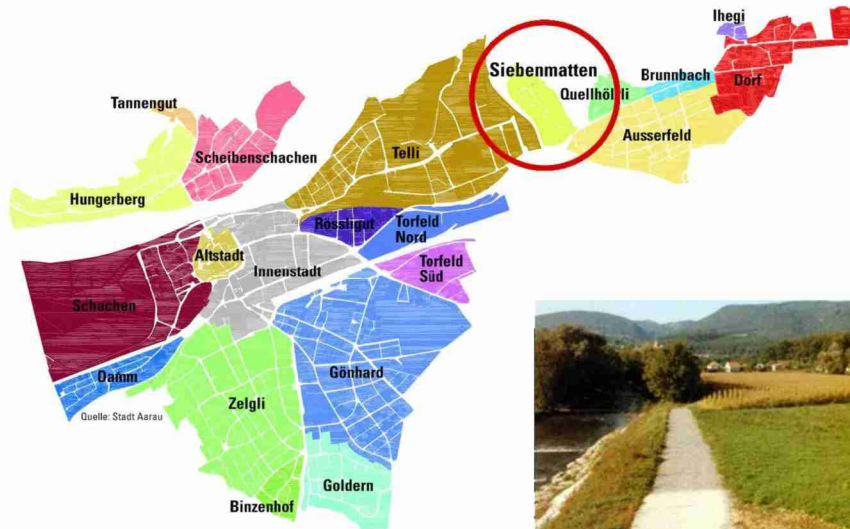 Ihegi
Siebenmatten
Brunnbach
Dorf
Quellhölzli
Tannengut
Ausserfeld
Telli
Scheibenschachen
Hungerberg
Rössligut
Torfeld
Nord
Altstadt
Innenstadt
Torfeld
Süd
Schachen
Damm
Gönhard
Zelgli
Quelle: Stadt Aarau
Goldern
Binzenhof